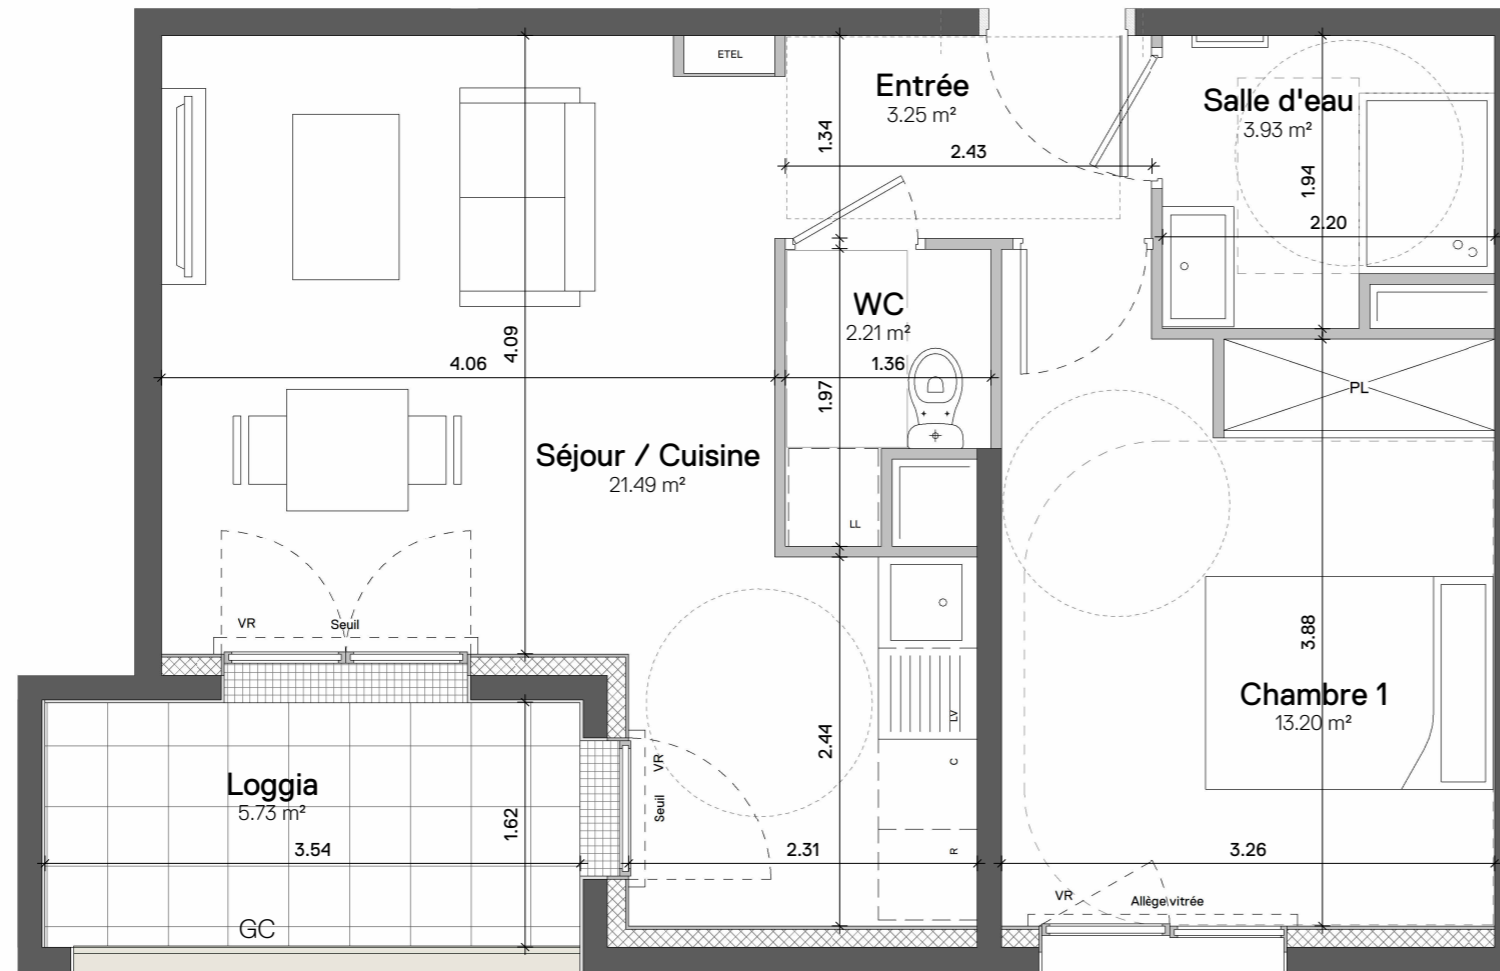 ETEL
Entrée
3.25 m²
1.34
2.43
Salle d'eau
3.93 m²
1.94
2.20
WC
2.21 m²
1.36
1.97
4.09
4.06
PL
Séjour / Cuisine
21.49 m²
LL
VR
Seuil
3.88
Chambre 1
13.20 m²
LV
C
R
2.44
VR
Seuil
Loggia
5.73 m²
1.62
3.54
2.31
3.26
VR
Allège vitrée
GC